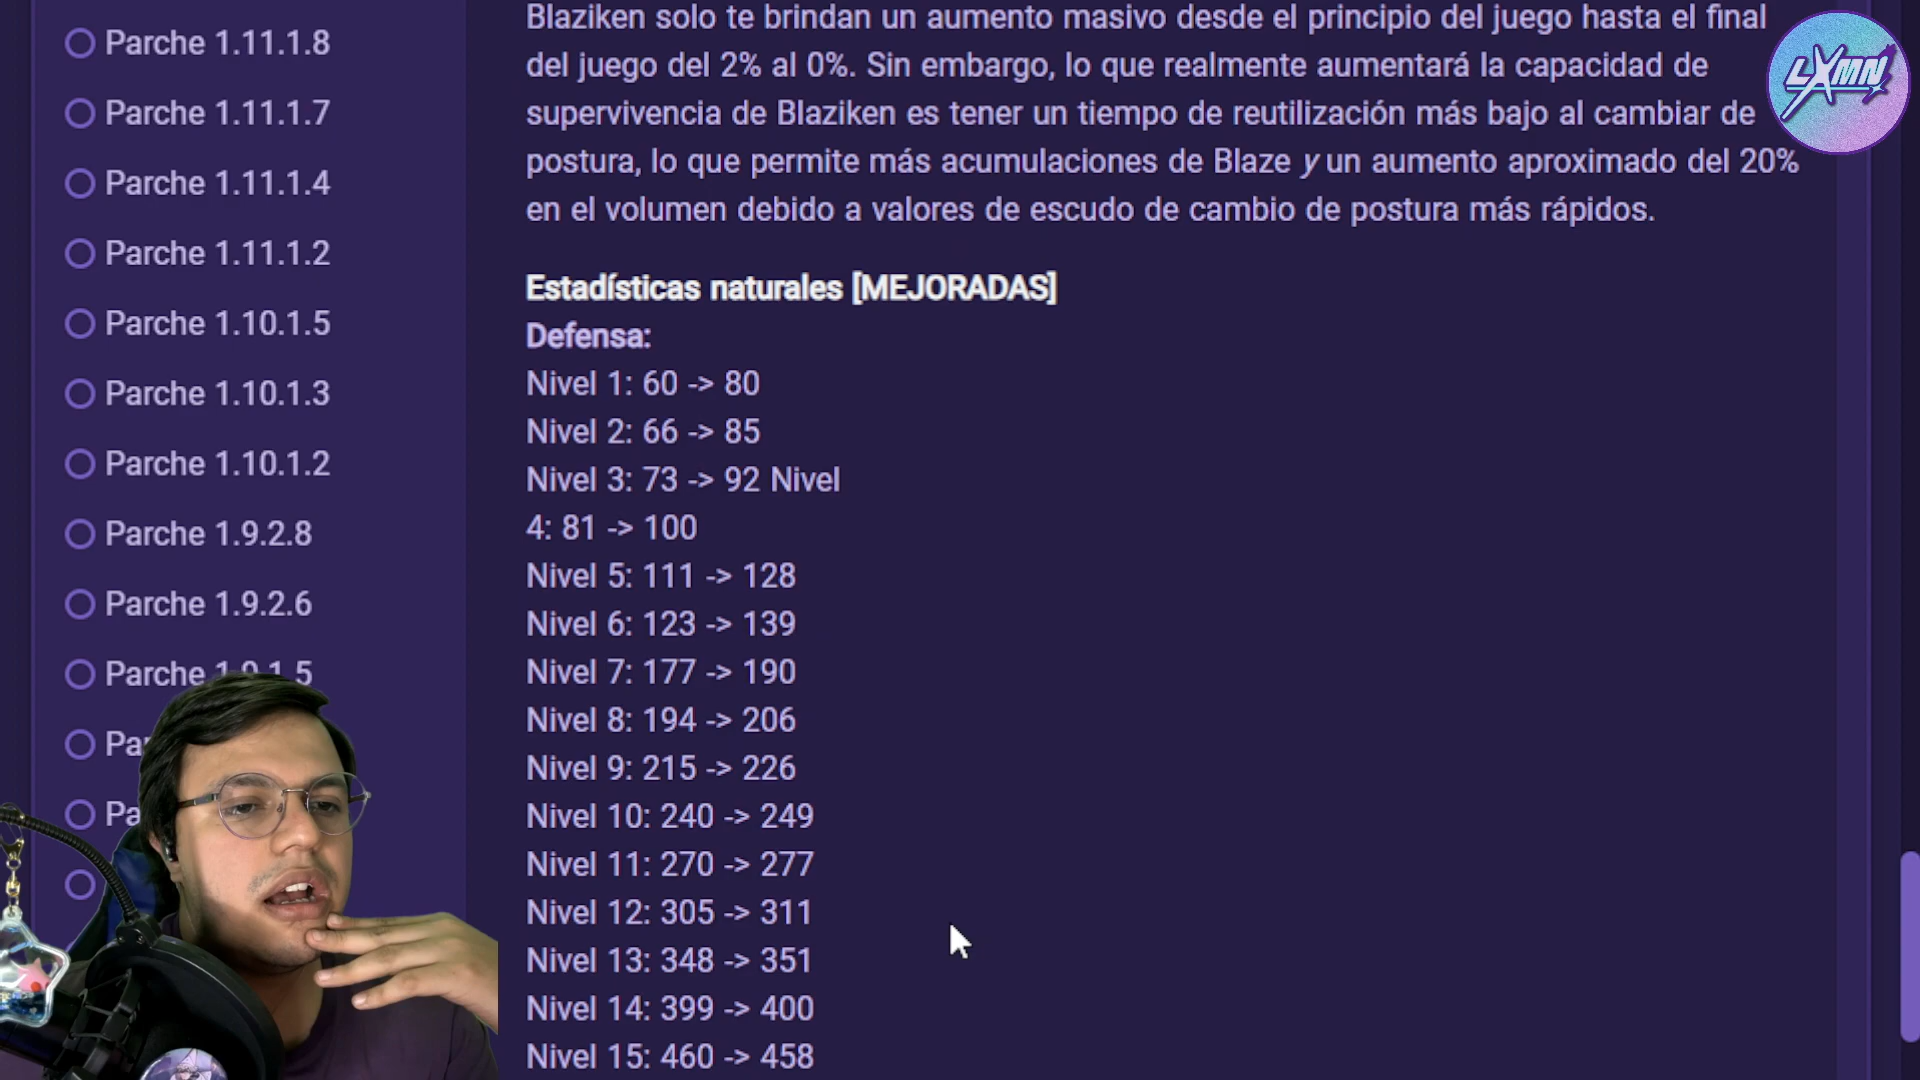 Parche 1.11.1.8
Parche 1.11.1.7
Parche 1.11.1.4
Parche 1.11.1.2
Parche 1.10.1.5
Parche 1.10.1.3
Parche 1.10.1.2
Parche 1.9.2.8
Parche 1.9.2.6
Parche 1.9.1.5
Blaziken solo te brindan un aumento masivo desde el principio del juego hasta el final
del juego del 2% al 0%. Sin embargo, lo que realmente aumentará la capacidad de
supervivencia de Blaziken es tener un tiempo de reutilización más bajo al cambiar de
postura, lo que permite más acumulaciones de Blaze y un aumento aproximado del 20%
en el volumen debido a valores de escudo de cambio de postura más rápidos.
Estadísticas naturales [MEJORADAS]
Defensa:
Nivel 1: 60 -> 80
Nivel 2: 66 -> 85
Nivel 3: 73 -> 92 Nivel
4: 81 -> 100
Nivel 5: 111 -> 128
Nivel 6: 123 -> 139
Nivel 7: 177 -> 190
Nivel 8: 194 -> 206
Nivel 9: 215 -> 226
Nivel 10: 240 -> 249
Nivel 11: 270 -> 277
Nivel 12: 305 -> 311
Nivel 13: 348 -> 351
Nivel 14: 399 -> 400
Nivel 15: 460 -> 458
LXMN